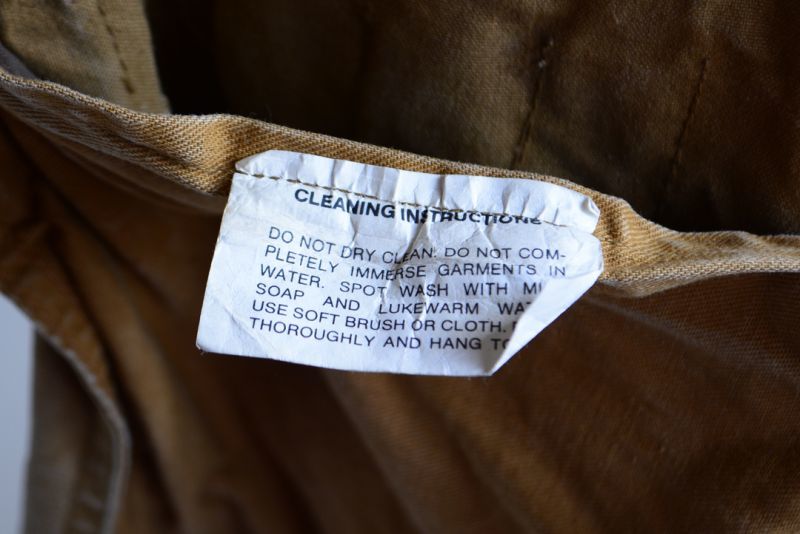 CLEANING INSTRUCTIONS
DO NOT DRY CLEAN. DO NOT COM-
PLETELY IMMERSE GARMENTS IN
WATER. SPOT WASH WITH
SOAP AND LUKEWARM
USE SOFT BRUSH OR CLOTH.
THOROUGHLY AND HANG